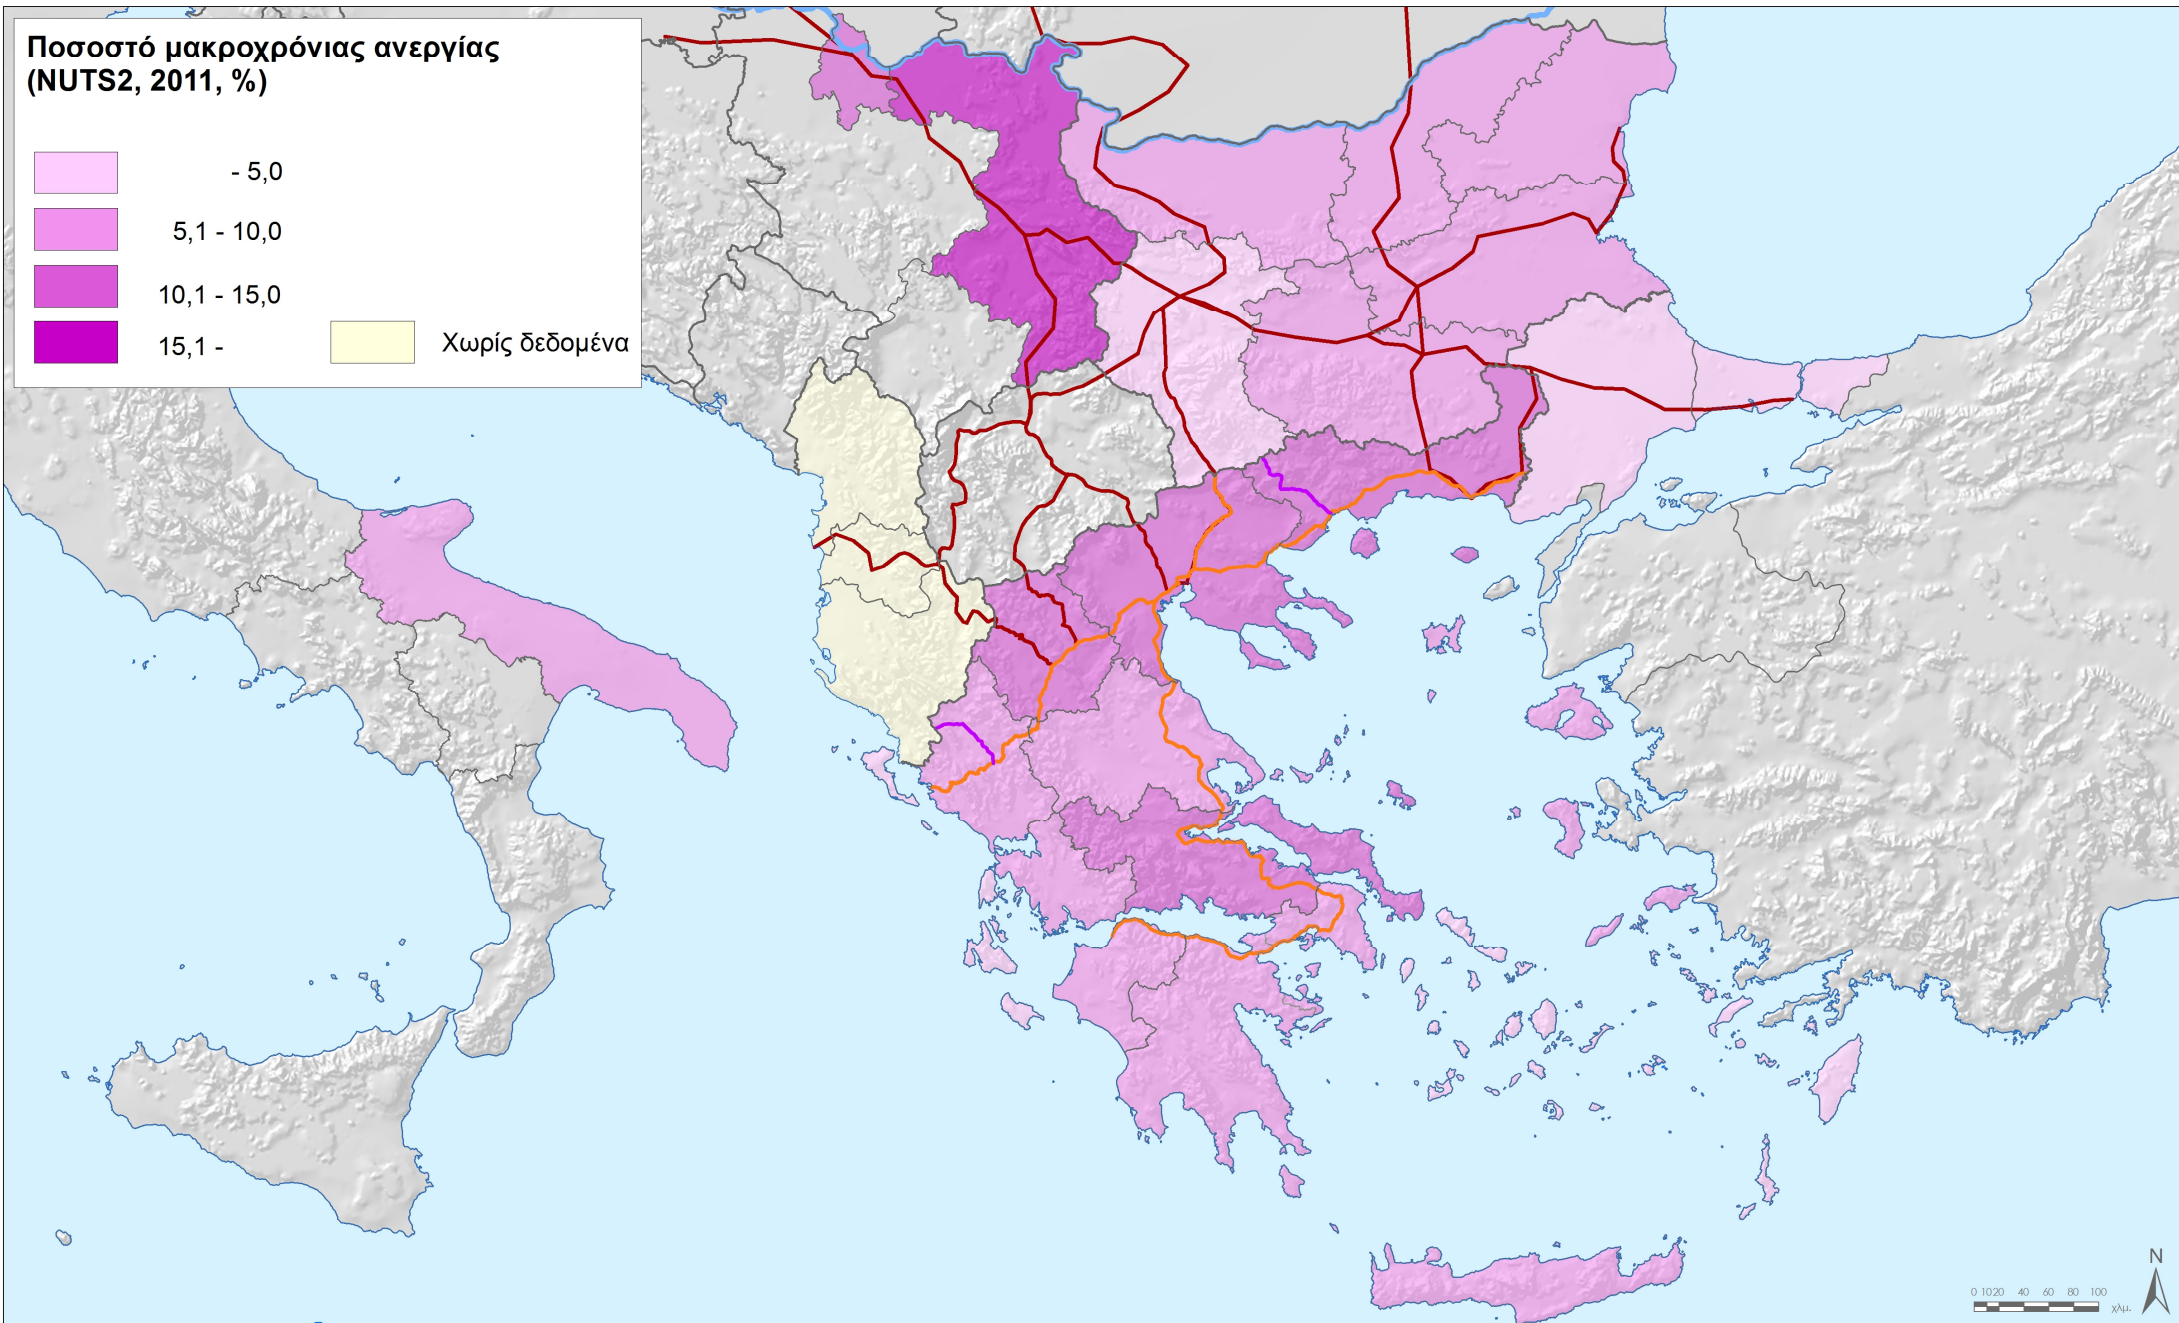 Ποσοστό μακροχρόνιας ανεργίας
(NUTS2, 2011, %)
- 5,0
5,1 - 10,0
10,1 - 15,0
15,1 -
Χωρίς δεδομένα
N
0 10 20 40 60 80 100
χλμ.